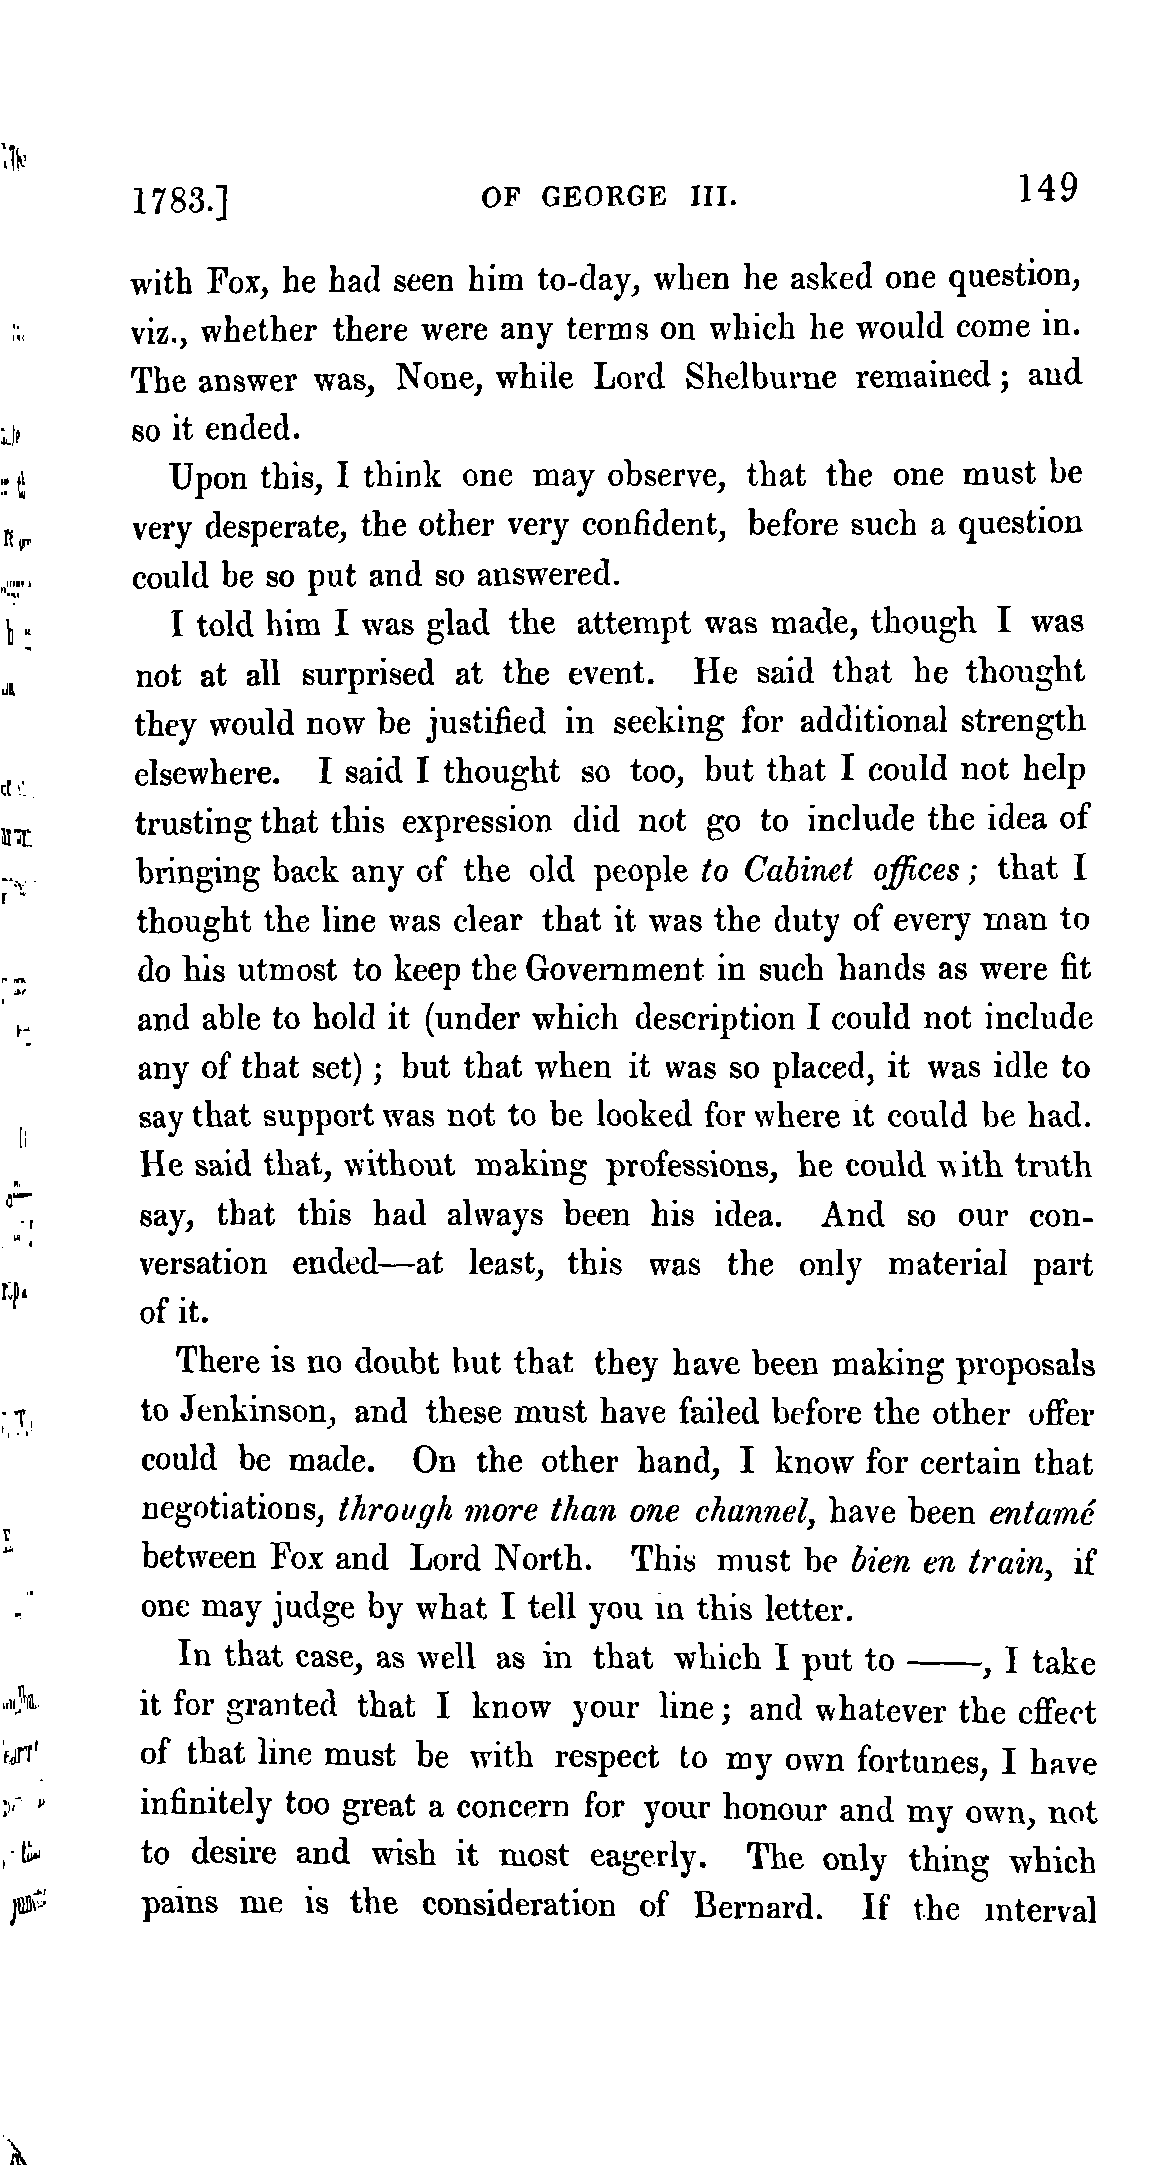 1783.] OF GEORGE III. 149
with Fox, he had seen him to-day, when he asked one question,
viz., whether there were any terms on which he would come in.
The answer was, None, while Lord Shelburne remained; and
so it ended.
Upon this, I think one may observe, that the one must be
very desperate, the other very confident, before such a question
could be so put and so answered.
I told him I was glad the attempt was made, though I was
not at all surprised at the event. He said that he thought
they would now be justified in seeking for additional strength
elsewhere. I said I thought so too, but that I could not help
trusting that this expression did not go to include the idea of
bringing back any of the old people to Cabinet offices; that I
thought the line was clear that it was the duty of every man to
do his utmost to keep the Government in such hands as were fit
and able to hold it (under which description I could not include
any of that set); but that when it was so placed, it was idle to
say that support was not to be looked for where it could be had.
He said that, without making professions, he could with truth
say, that this had always been his idea. And so our con-
versation ended—at least, this was the only material part
of it.
There is no doubt but that they have been making proposals
to Jenkinson, and these must have failed before the other offer
could be made. On the other hand, I know for certain that
negotiations, through more than one channel, have been entamé
between Fox and Lord North. This must be bien en train, if
one may judge by what I tell you in this letter.
In that case, as well as in that which I put to ——, I take
it for granted that I know your line; and whatever the effect
of that line must be with respect to my own fortunes, I have
infinitely too great a concern for your honour and my own, not
to desire and wish it most eagerly. The only thing which
pains me is the consideration of Bernard. If the interval